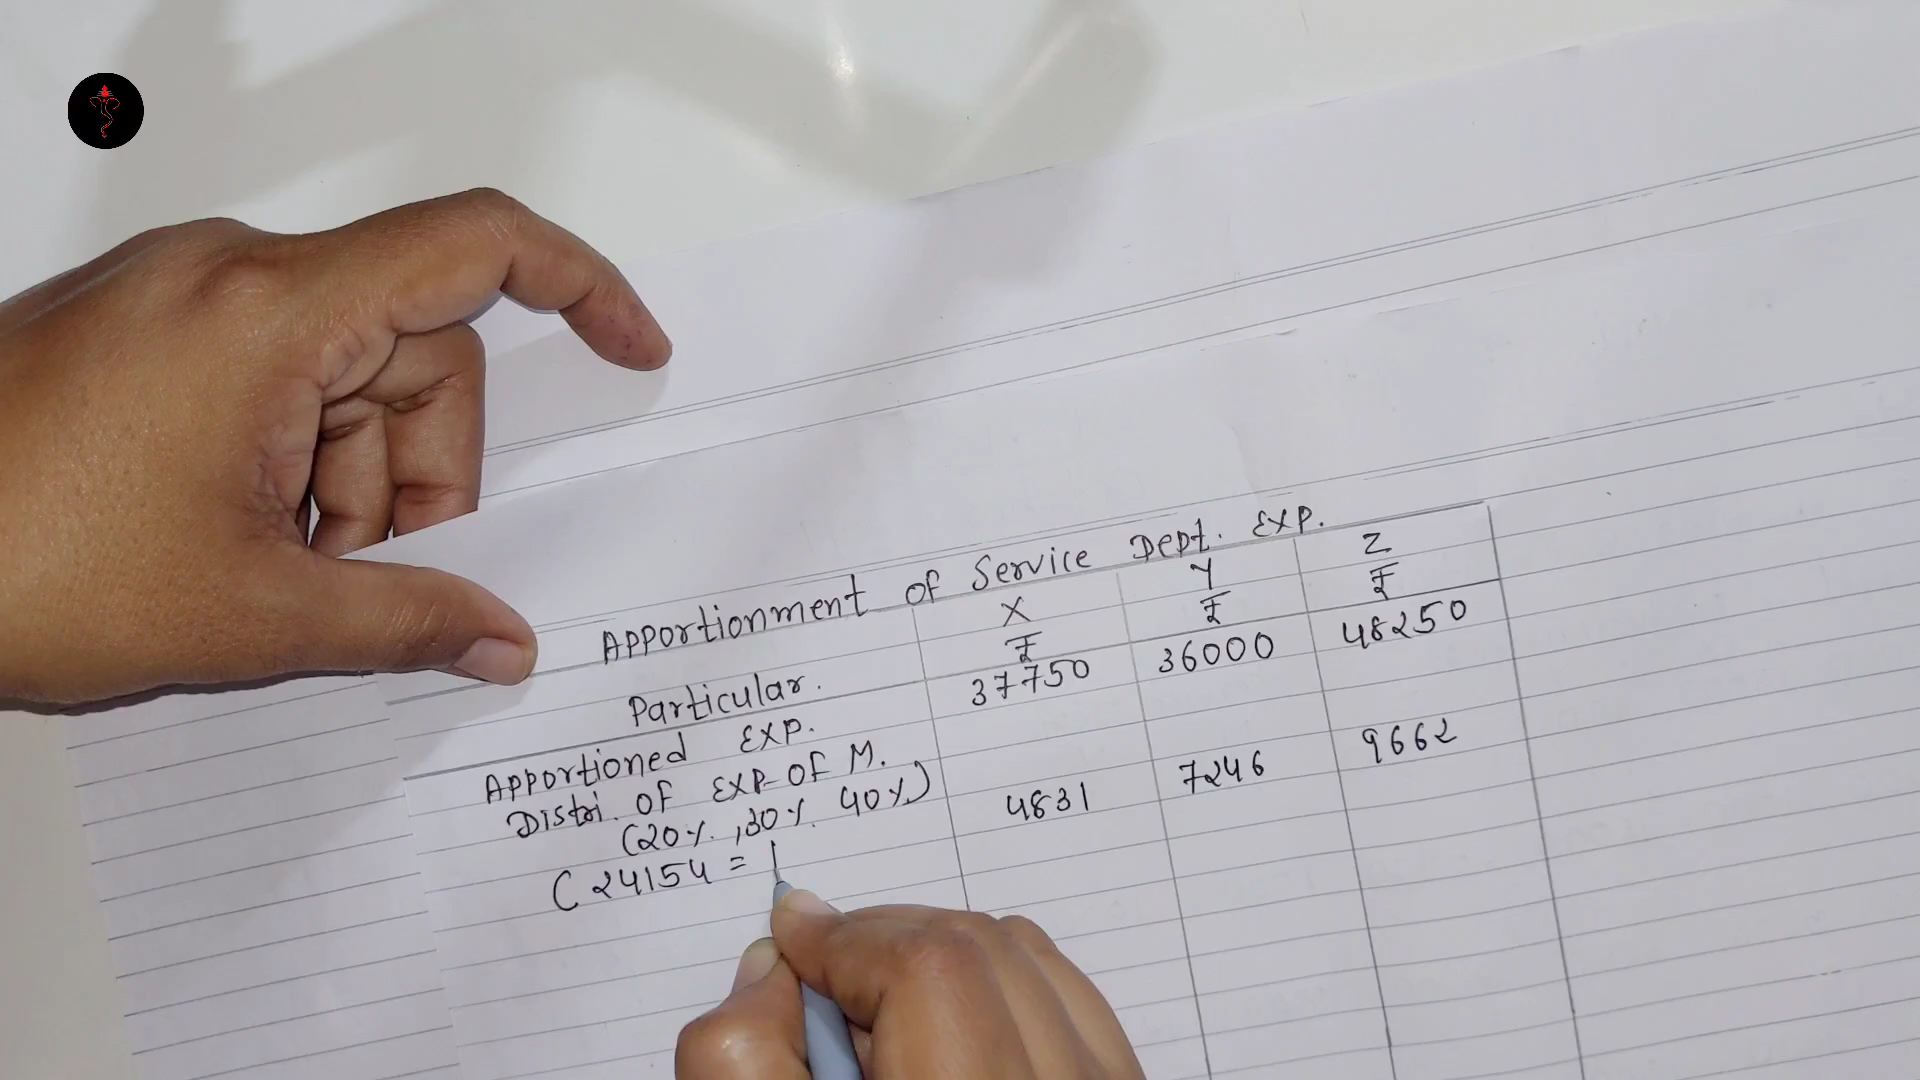 Apportionment of Service Dept. Exp.
Particular. X ₹ Y ₹ Z ₹
Apportioned Exp. 37750 36000 48250
Distri. of Exp of M.
(20%, 30%. 40%) 4831 7246 9662
(24154 =